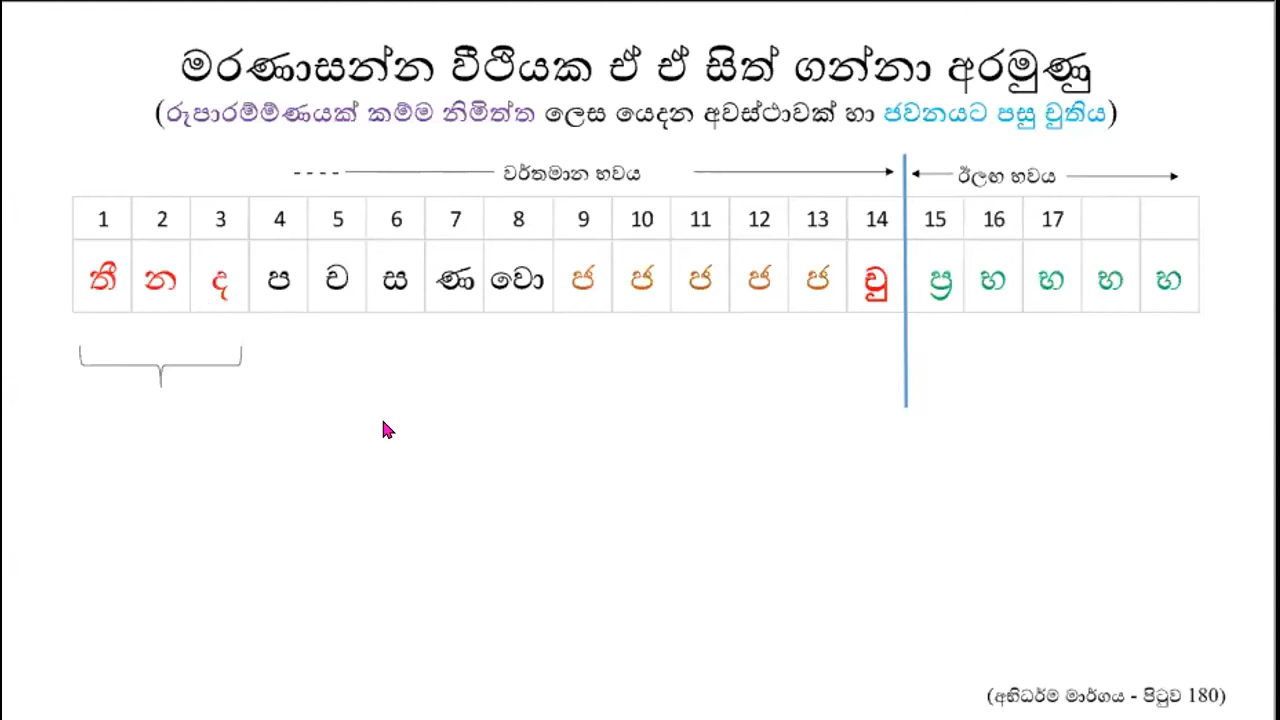 මරණාසන්න වීථියක ඒ ඒ සිත් ගන්නා අරමුණු
(රූපාරම්ම්ණයක් කම්ම නිමිත්ත ලෙස යෙදන අවස්ථාවක් හා ජවනයට පසු චුතිය)
වර්තමාන භවය ඊලඟ භවය
1 2 3 4 5 6 7 8 9 10 11 12 13 14 15 16 17
තී න ද ප ච ස ණ වො ජ ජ ජ ජ ජ චු ප්‍ර භ භ භ භ
(අභිධර්ම මාර්ගය - පිටුව 180)